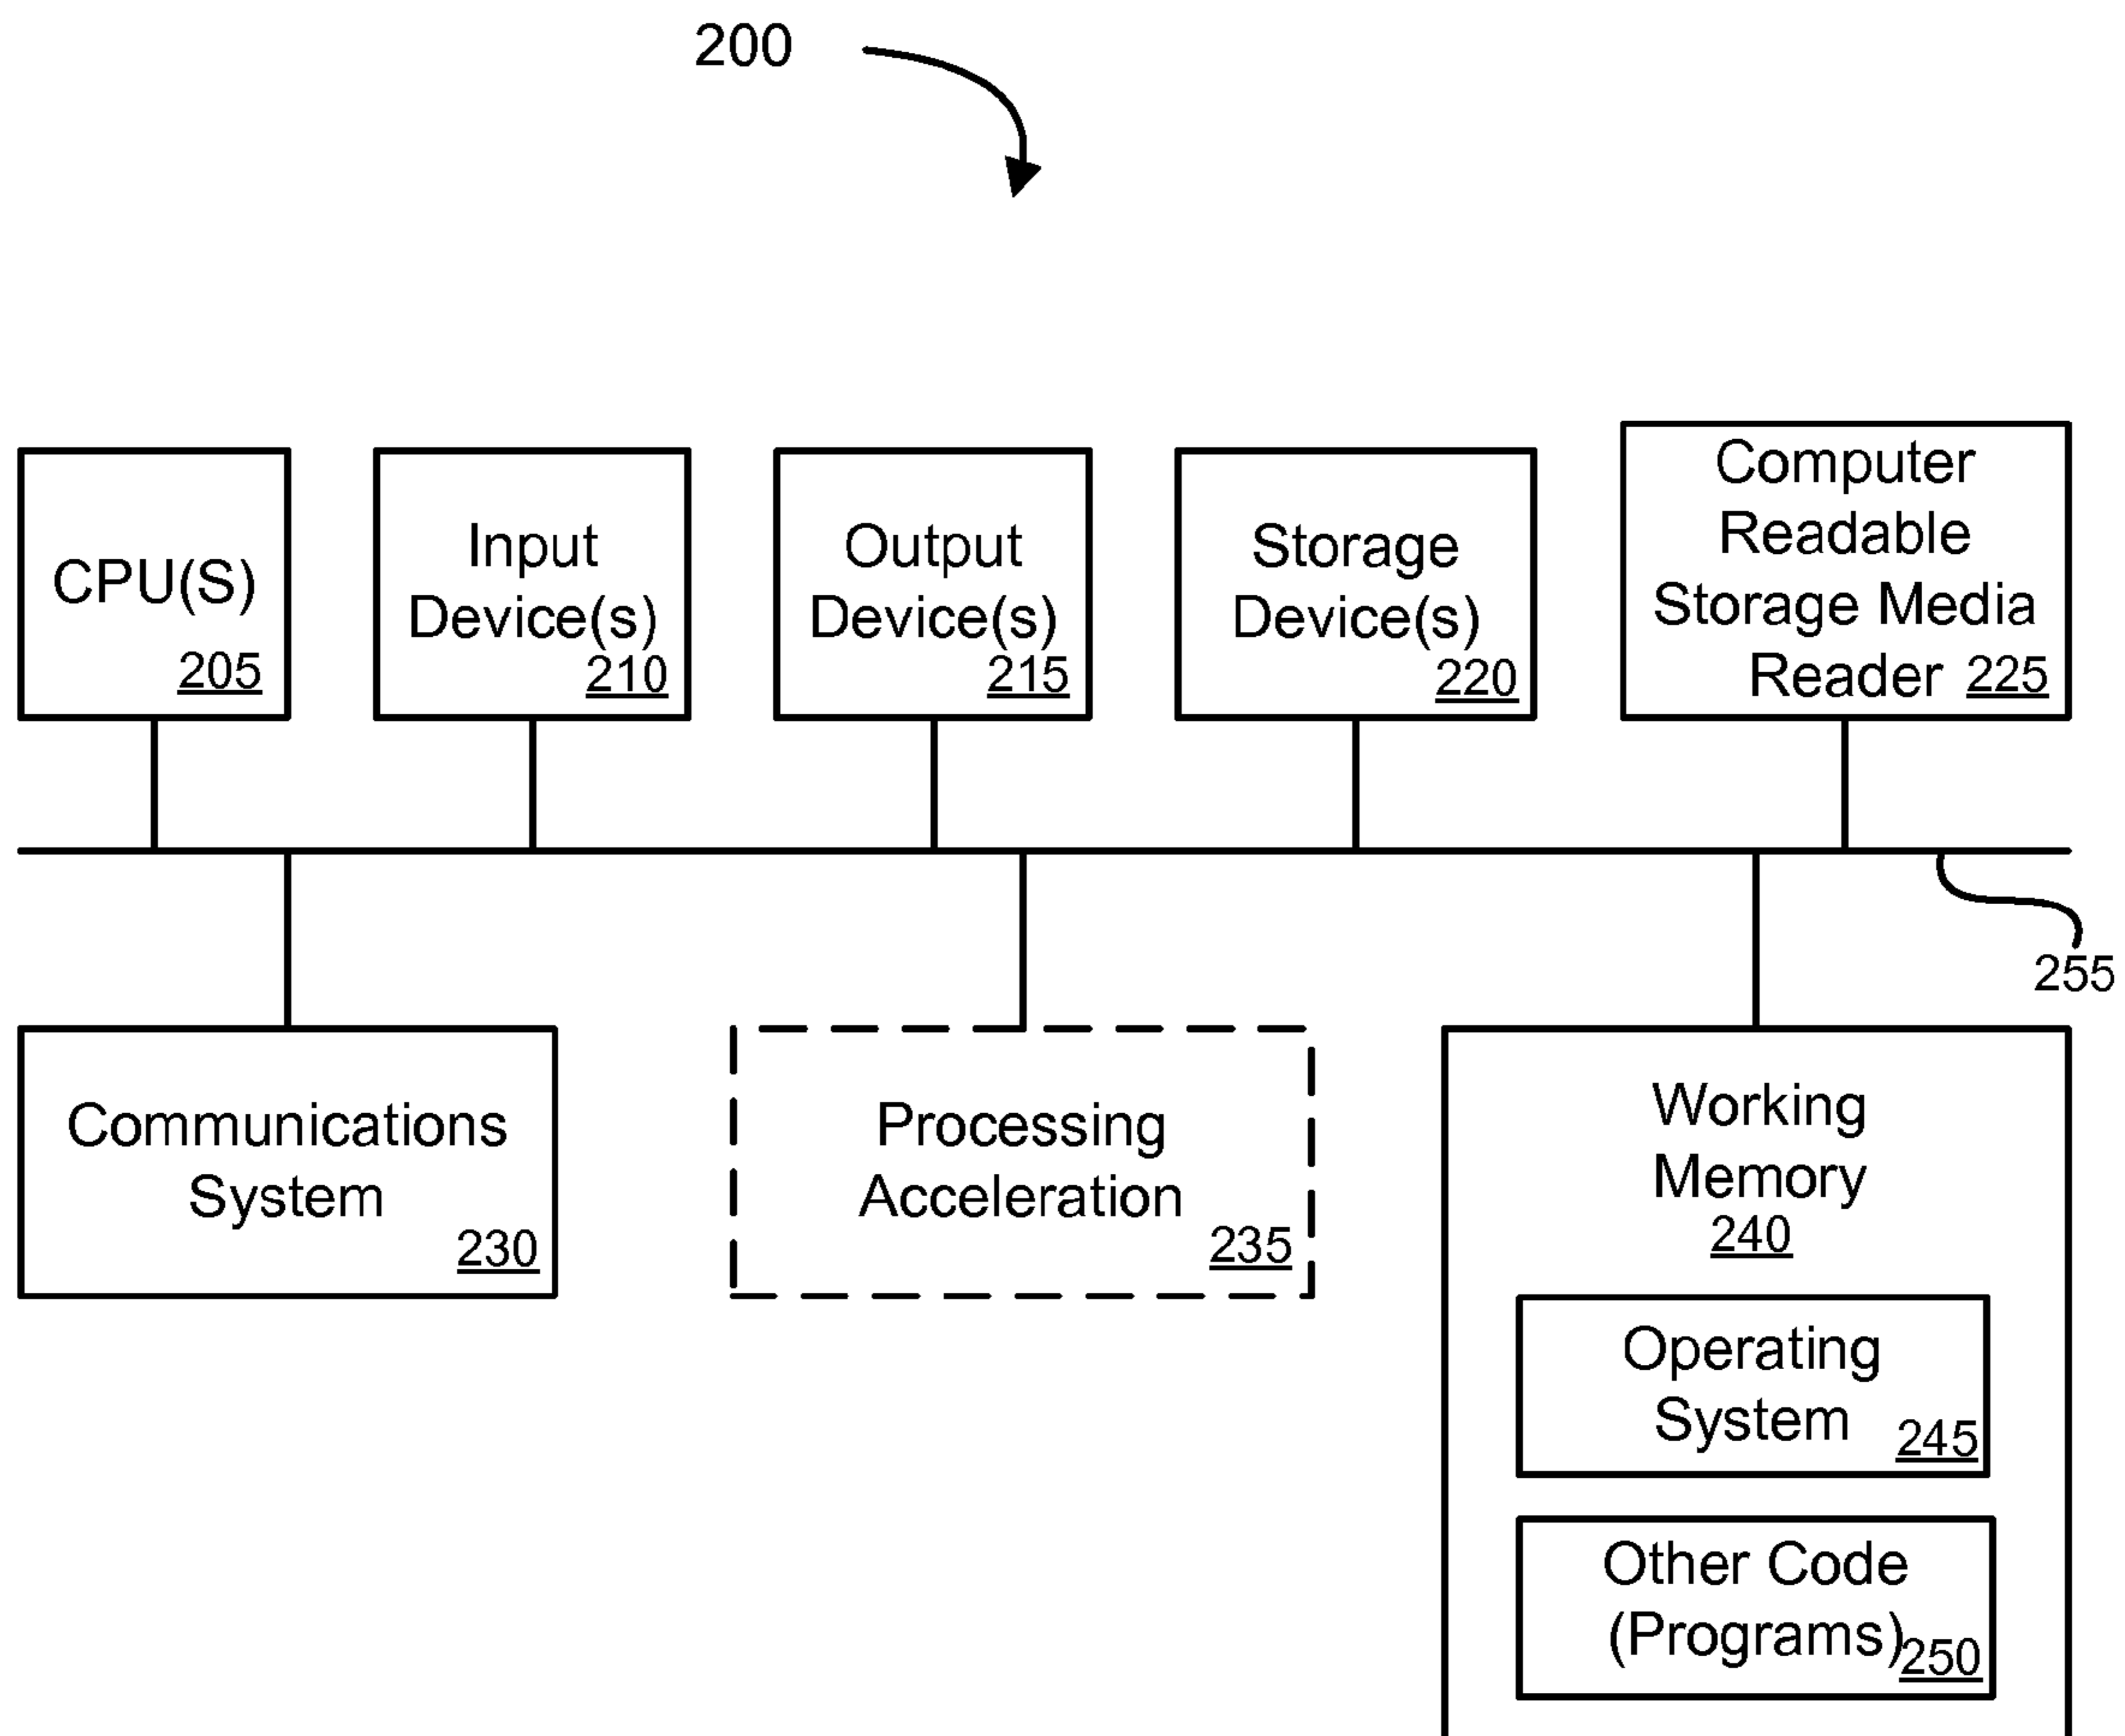 200
CPU(S)
205
Input
Device(s)
210
Output
Device(s)
215
Storage
Device(s)
220
Computer
Readable
Storage Media
Reader 225
255
Communications
System
230
Processing
Acceleration
235
Working
Memory
240
Operating
System
245
Other Code
(Programs)
250